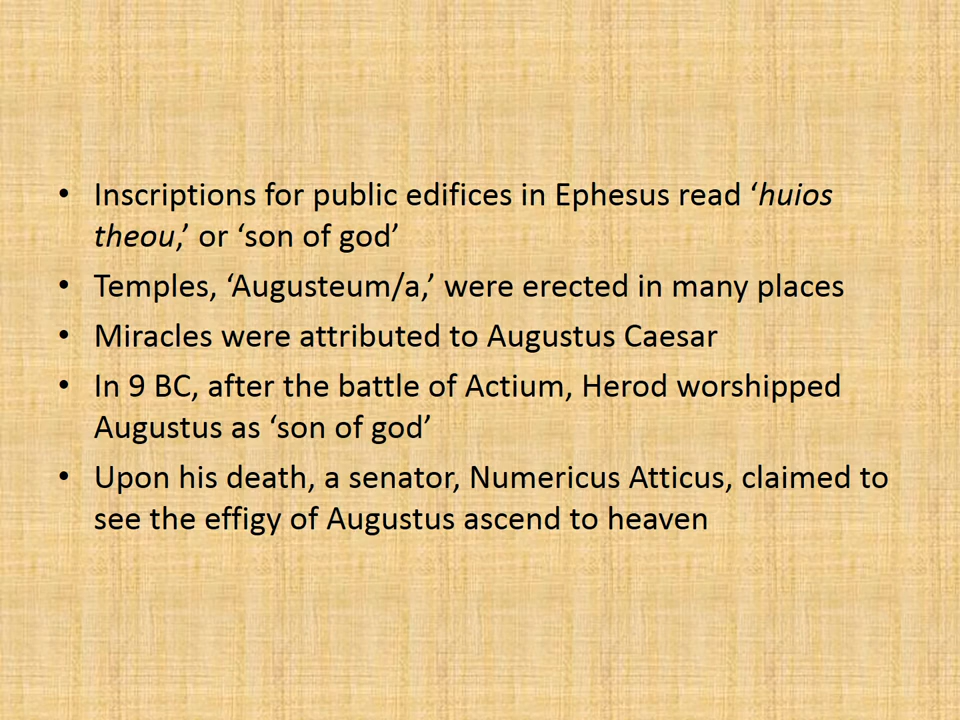 • Inscriptions for public edifices in Ephesus read ‘huios
theou,’ or ‘son of god’
• Temples, ‘Augusteum/a,’ were erected in many places
• Miracles were attributed to Augustus Caesar
• In 9 BC, after the battle of Actium, Herod worshipped
Augustus as ‘son of god’
• Upon his death, a senator, Numericus Atticus, claimed to
see the effigy of Augustus ascend to heaven